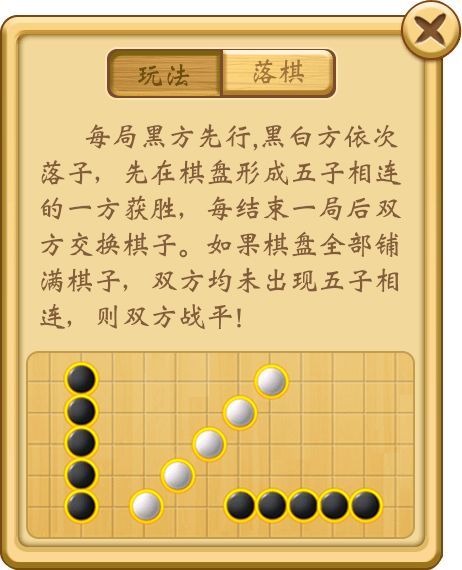 玩法 落棋
每局黑方先行,黑白方依次
落子，先在棋盘形成五子相连
的一方获胜，每结束一局后双
方交换棋子。如果棋盘全部铺
满棋子，双方均未出现五子相
连，则双方战平!